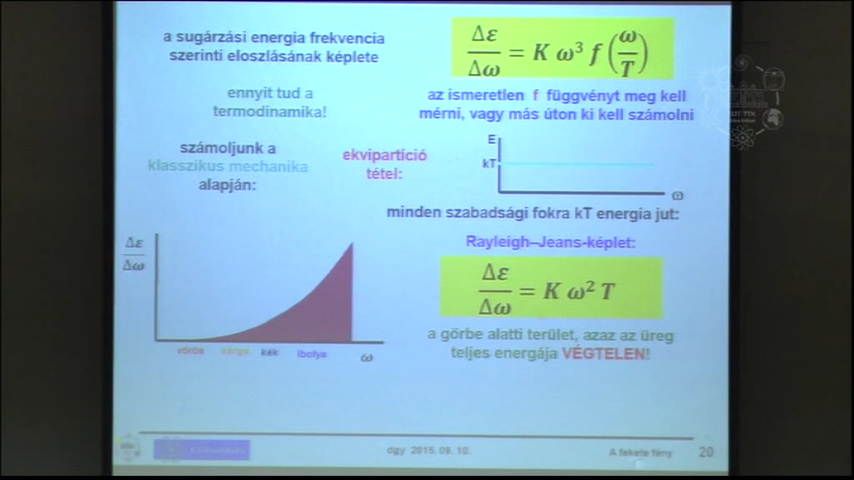 a sugárzási energia frekvencia
szerinti eloszlásának képlete
Δε/Δω = K ω³ f(ω/T)
ennyit tud a
termodinamika!
az ismeretlen f függvényt meg kell
mérni, vagy más úton ki kell számolni
számoljunk a
klasszikus mechanika
alapján:
ekvipartíció
tétel:
E
kT
ω
minden szabadsági fokra kT energia jut:
Rayleigh–Jeans-képlet:
Δε/Δω = K ω² T
Δε/Δω
vörös sárga kék ibolya ω
a görbe alatti terület, azaz az üreg
teljes energája VÉGTELEN!
dgy 2015. 09. 10.
A fekete fény
20